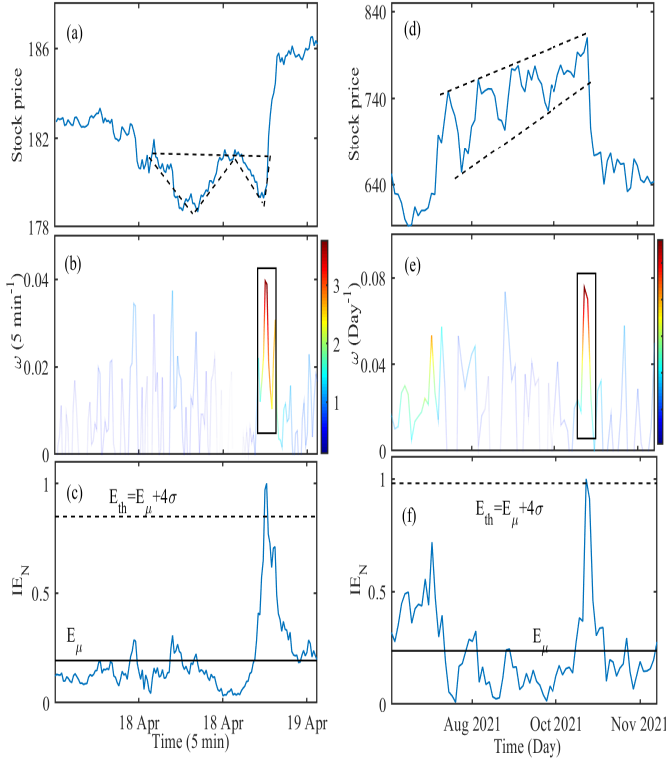 (a)
186
182
178
Stock price
(d)
840
740
640
Stock price
(b)
0.04
0.02
0
ω (5 min⁻¹)
3
2
1
(e)
0.08
0.04
0
ω (Day⁻¹)
(c)
1
0.5
0
IE_N
E_th=E_μ+4σ
E_μ
18 Apr 18 Apr 19 Apr
Time (5 min)
(f)
1
0.5
0
IE_N
E_th=E_μ+4σ
E_μ
Aug 2021 Oct 2021 Nov 2021
Time (Day)